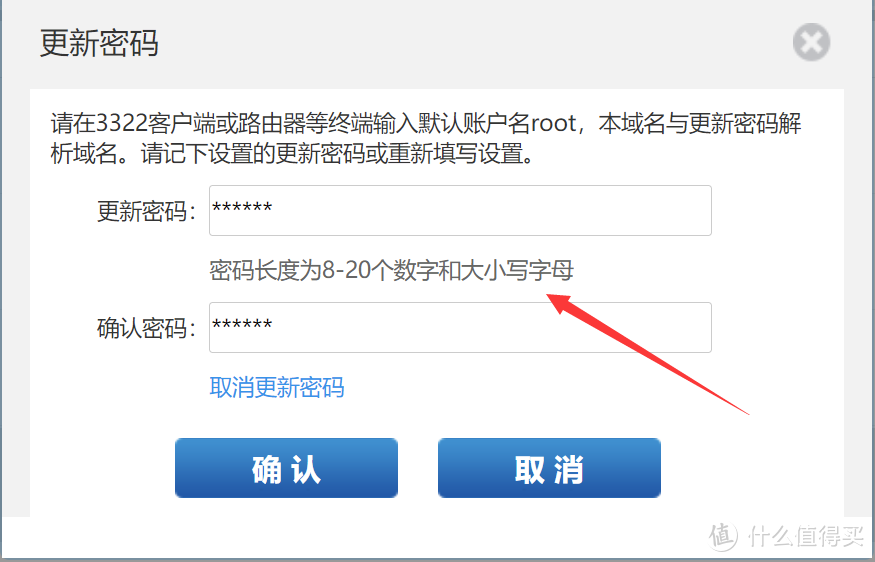 更新密码
请在3322客户端或路由器等终端输入默认账户名root，本域名与更新密码解
析域名。请记下设置的更新密码或重新填写设置。
更新密码：******
密码长度为8-20个数字和大小写字母
确认密码：******
取消更新密码
确 认 取 消
值 什么值得买